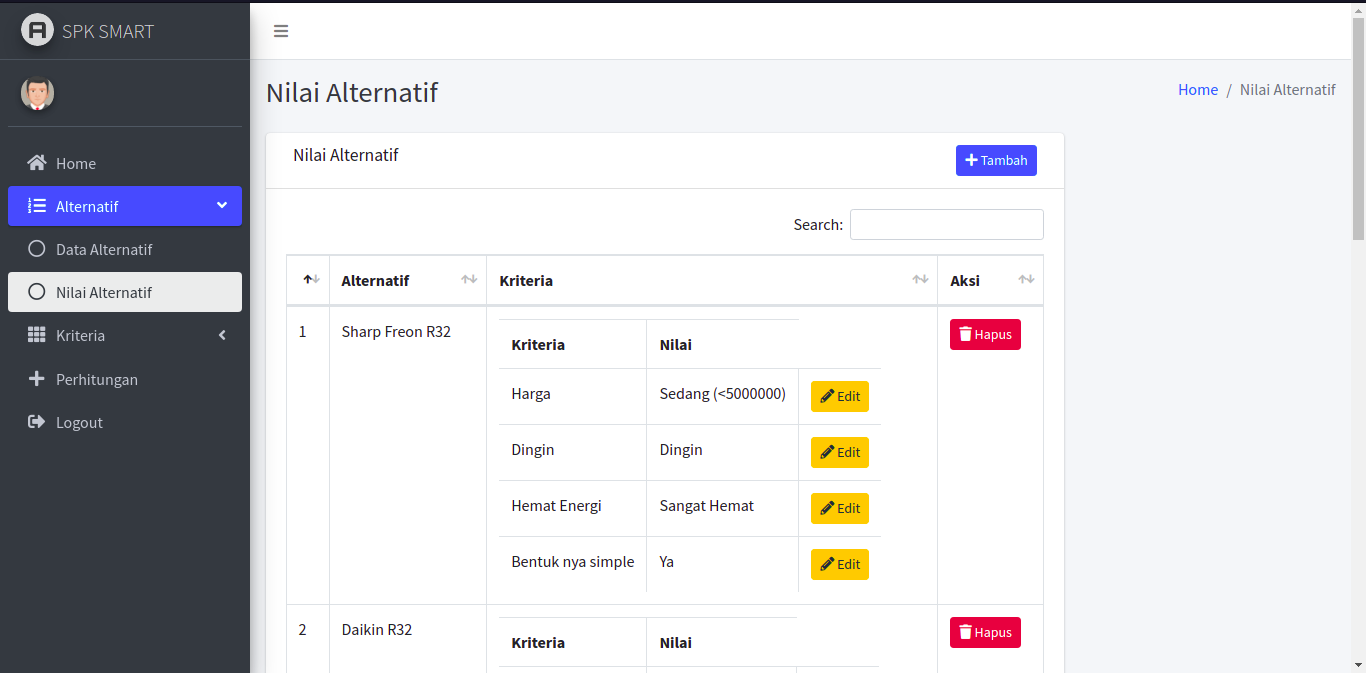 SPK SMART
Home
Alternatif
Data Alternatif
Nilai Alternatif
Kriteria
Perhitungan
Logout
Nilai Alternatif
Home / Nilai Alternatif
Nilai Alternatif
Tambah
Search:
Alternatif Kriteria Aksi
1 Sharp Freon R32 Hapus
Kriteria Nilai
Harga Sedang (<5000000) Edit
Dingin Dingin Edit
Hemat Energi Sangat Hemat Edit
Bentuk nya simple Ya Edit
2 Daikin R32 Hapus
Kriteria Nilai